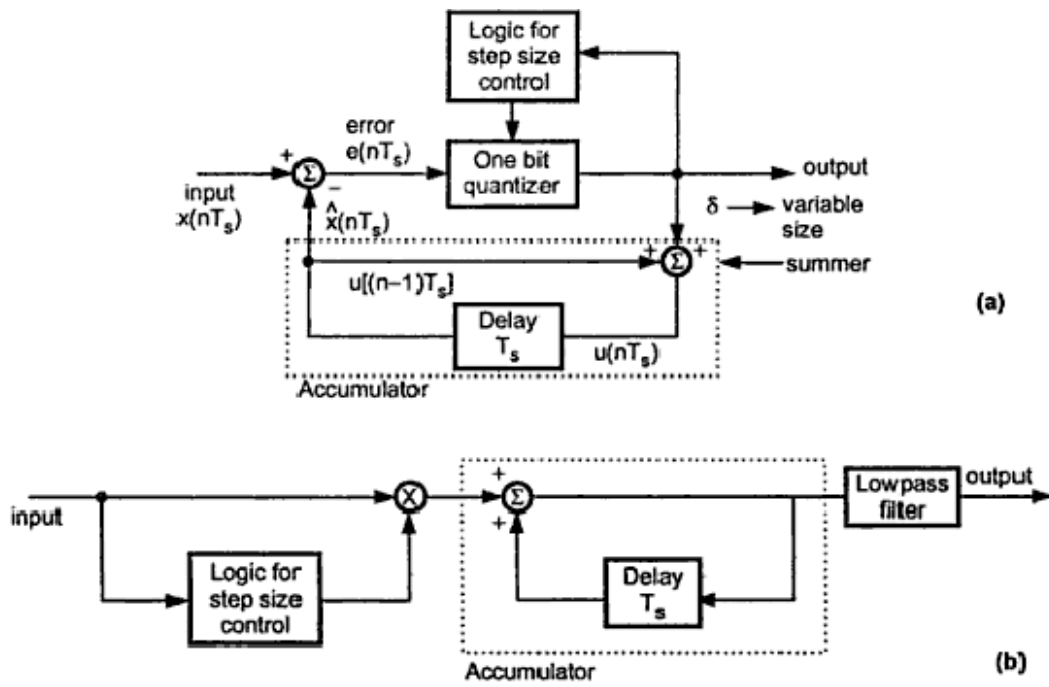 Logic for
step size
control
error
e(nTₛ)
+
Σ
−
One bit
quantizer
output
input
x(nTₛ)
x̂(nTₛ)
δ → variable
size
+
Σ
+
summer
u[(n−1)Tₛ]
(a)
Delay
Tₛ
u(nTₛ)
Accumulator
+
Σ
+
X
input
Lowpass
filter
output
Logic for
step size
control
Delay
Tₛ
Accumulator
(b)